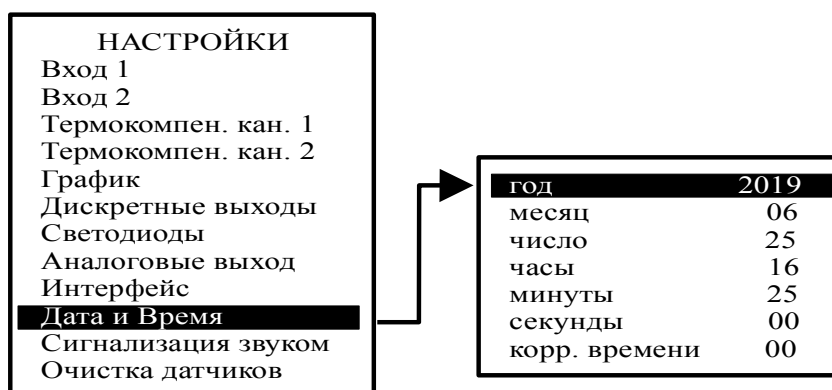 НАСТРОЙКИ
Вход 1
Вход 2
Термокомпен. кан. 1
Термокомпен. кан. 2
График
Дискретные выходы
Светодиоды
Аналоговые выход
Интерфейс
Дата и Время
Сигнализация звуком
Очистка датчиков
год 2019
месяц 06
число 25
часы 16
минуты 25
секунды 00
корр. времени 00